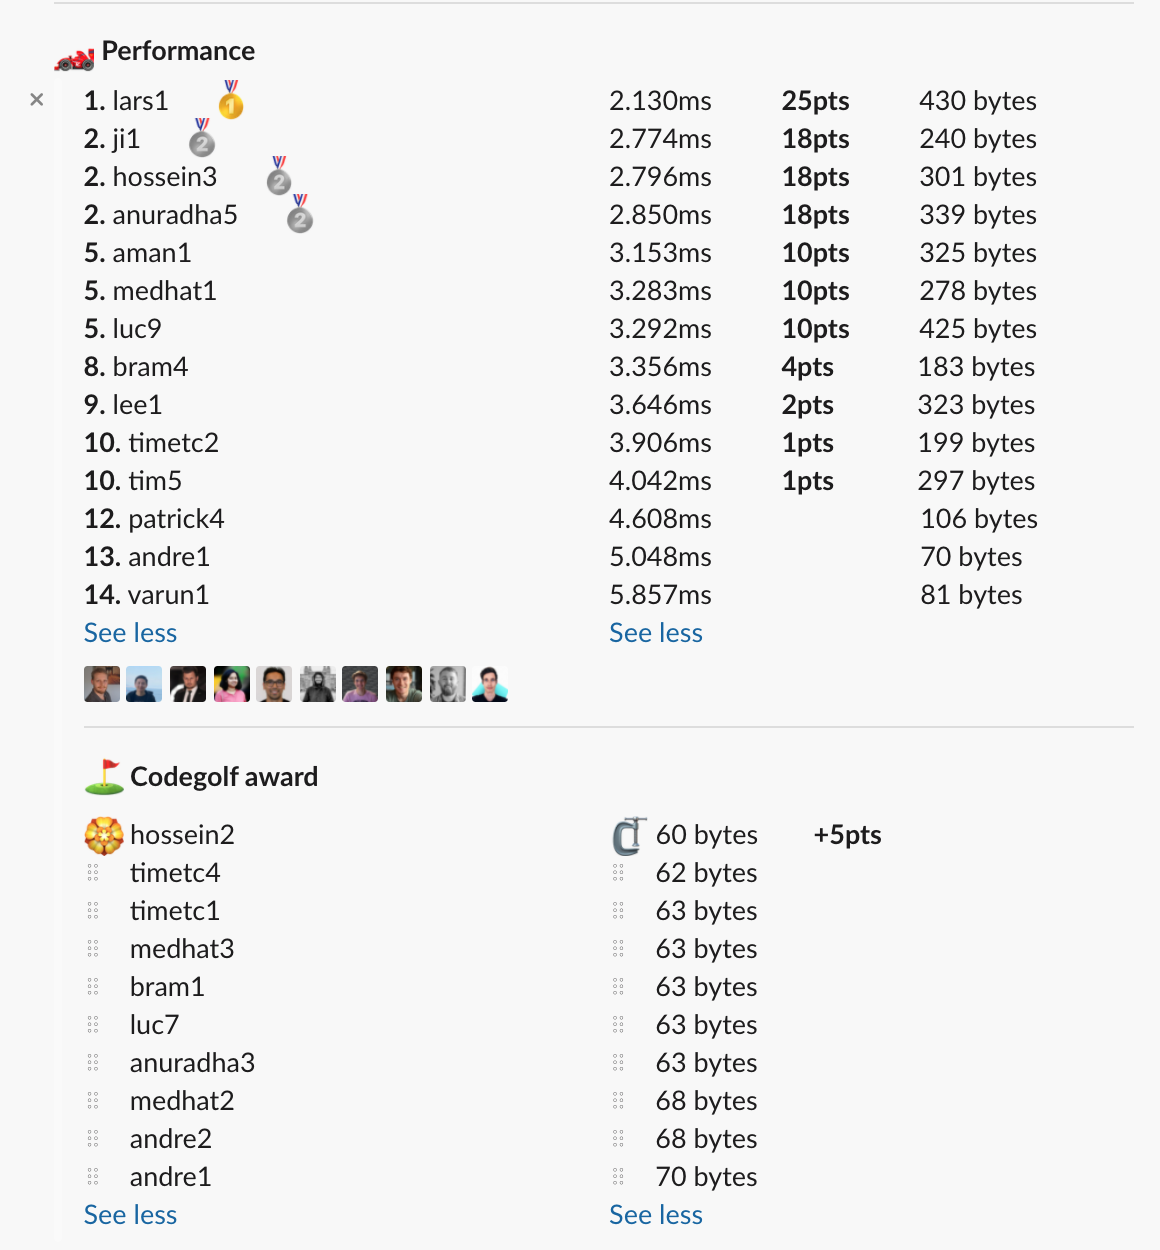 Performance
1. lars1 2.130ms 25pts 430 bytes
2. ji1 2.774ms 18pts 240 bytes
2. hossein3 2.796ms 18pts 301 bytes
2. anuradha5 2.850ms 18pts 339 bytes
5. aman1 3.153ms 10pts 325 bytes
5. medhat1 3.283ms 10pts 278 bytes
5. luc9 3.292ms 10pts 425 bytes
8. bram4 3.356ms 4pts 183 bytes
9. lee1 3.646ms 2pts 323 bytes
10. timetc2 3.906ms 1pts 199 bytes
10. tim5 4.042ms 1pts 297 bytes
12. patrick4 4.608ms 106 bytes
13. andre1 5.048ms 70 bytes
14. varun1 5.857ms 81 bytes
See less See less
Codegolf award
hossein2 60 bytes +5pts
timetc4 62 bytes
timetc1 63 bytes
medhat3 63 bytes
bram1 63 bytes
luc7 63 bytes
anuradha3 63 bytes
medhat2 68 bytes
andre2 68 bytes
andre1 70 bytes
See less See less